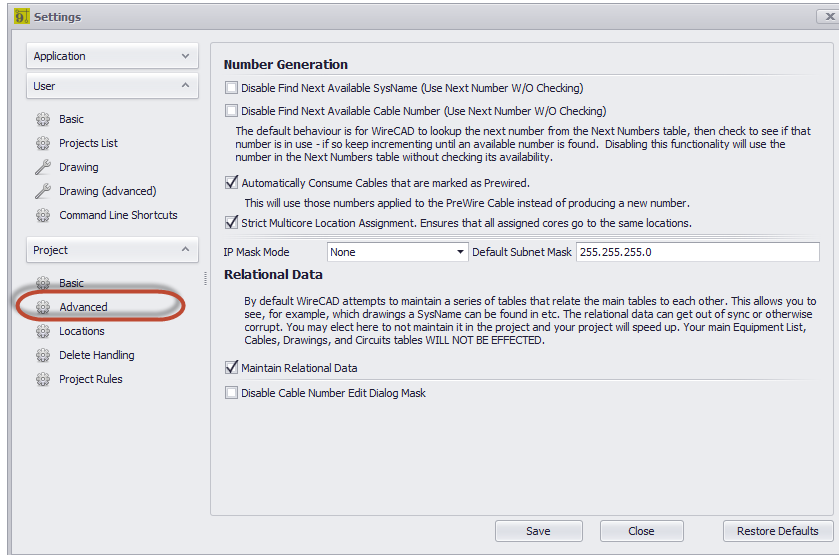 9 Settings
Application
User
Basic
Projects List
Drawing
Drawing (advanced)
Command Line Shortcuts
Project
Basic
Advanced
Locations
Delete Handling
Project Rules
Number Generation
Disable Find Next Available SysName (Use Next Number W/O Checking)
Disable Find Next Available Cable Number (Use Next Number W/O Checking)
The default behaviour is for WireCAD to lookup the next number from the Next Numbers table, then check to see if that
number is in use - if so keep incrementing until an available number is found. Disabling this functionality will use the
number in the Next Numbers table without checking its availability.
Automatically Consume Cables that are marked as Prewired.
This will use those numbers applied to the PreWire Cable instead of producing a new number.
Strict Multicore Location Assignment. Ensures that all assigned cores go to the same locations.
IP Mask Mode None Default Subnet Mask 255.255.255.0
Relational Data
By default WireCAD attempts to maintain a series of tables that relate the main tables to each other. This allows you to
see, for example, which drawings a SysName can be found in etc. The relational data can get out of sync or otherwise
corrupt. You may elect here to not maintain it in the project and your project will speed up. Your main Equipment List,
Cables, Drawings, and Circuits tables WILL NOT BE EFFECTED.
Maintain Relational Data
Disable Cable Number Edit Dialog Mask
Save Close Restore Defaults